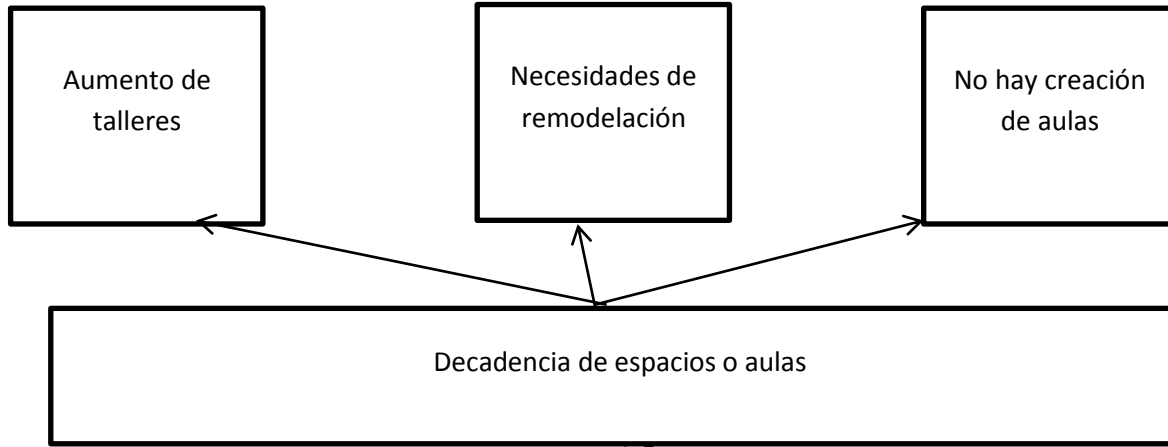 Aumento de
talleres
Necesidades de
remodelación
No hay creación
de aulas
Decadencia de espacios o aulas